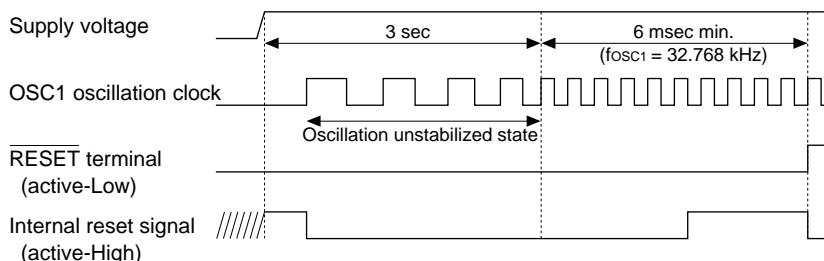 Supply voltage
3 sec
6 msec min.
(fOSC1 = 32.768 kHz)
OSC1 oscillation clock
Oscillation unstabilized state
RESET terminal
(active-Low)
Internal reset signal
(active-High)